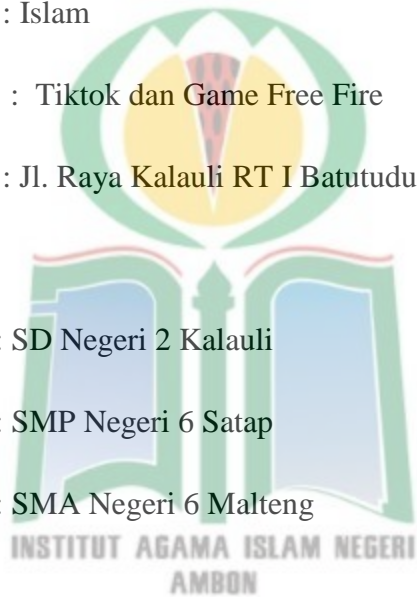 : Islam
: Tiktok dan Game Free Fire
: Jl. Raya Kalauli RT I Batutudu
: SD Negeri 2 Kalauli
: SMP Negeri 6 Satap
: SMA Negeri 6 Malteng
INSTITUT AGAMA ISLAM NEGERI
AMBON